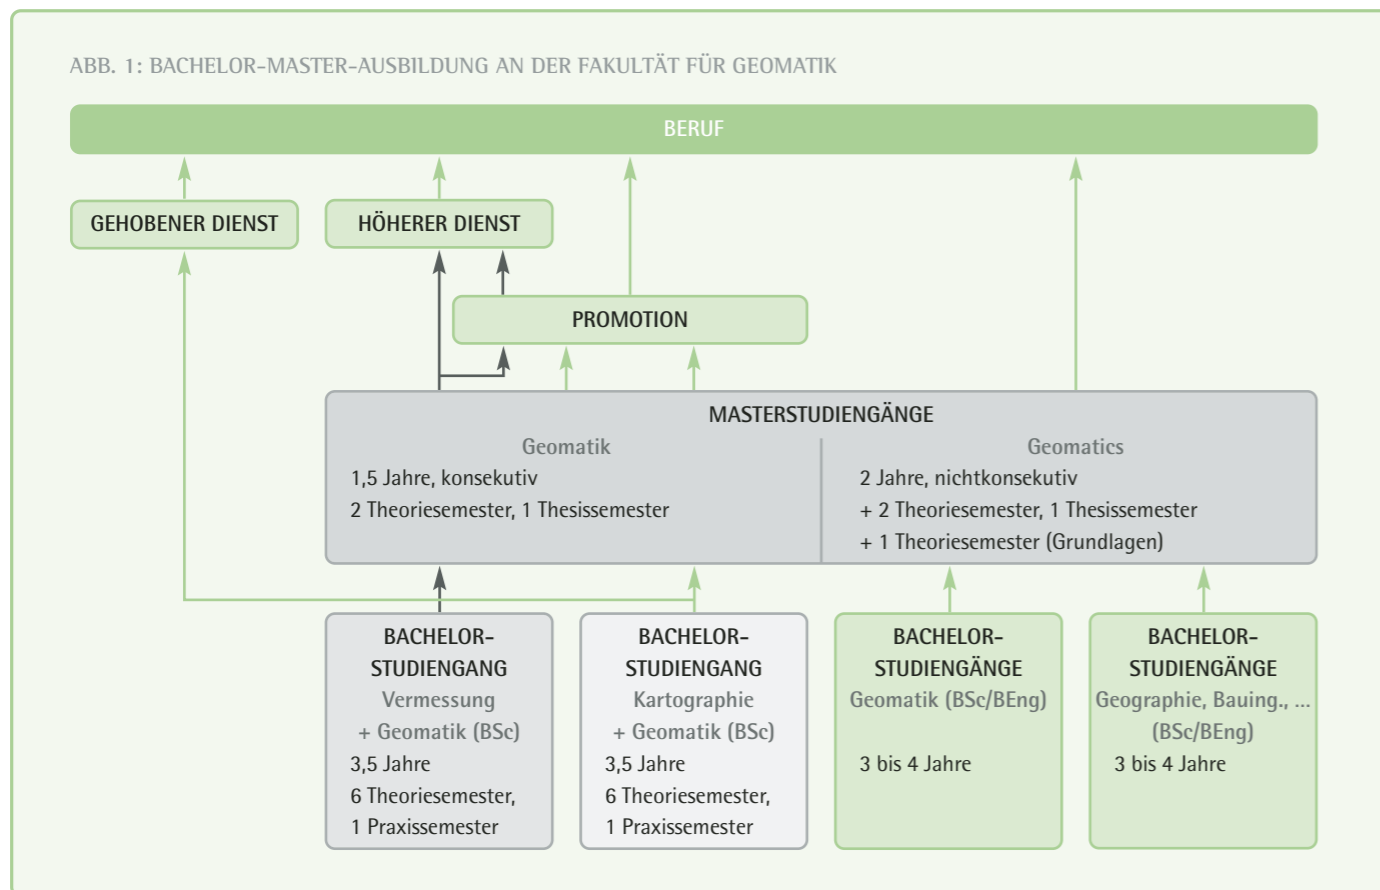 ABB. 1: BACHELOR-MASTER-AUSBILDUNG AN DER FAKULTÄT FÜR GEOMATIK
BERUF
GEHOBENER DIENST
HÖHERER DIENST
PROMOTION
MASTERSTUDIENGÄNGE
Geomatik
1,5 Jahre, konsekutiv
2 Theoriesemester, 1 Thesissemester
Geomatics
2 Jahre, nichtkonsekutiv
+ 2 Theoriesemester, 1 Thesissemester
+ 1 Theoriesemester (Grundlagen)
BACHELOR-
STUDIENGANG
Vermessung
+ Geomatik (BSc)
3,5 Jahre
6 Theoriesemester,
1 Praxissemester
BACHELOR-
STUDIENGANG
Kartographie
+ Geomatik (BSc)
3,5 Jahre
6 Theoriesemester,
1 Praxissemester
BACHELOR-
STUDIENGÄNGE
Geomatik (BSc/BEng)
3 bis 4 Jahre
BACHELOR-
STUDIENGÄNGE
Geographie, Bauing., ...
(BSc/BEng)
3 bis 4 Jahre